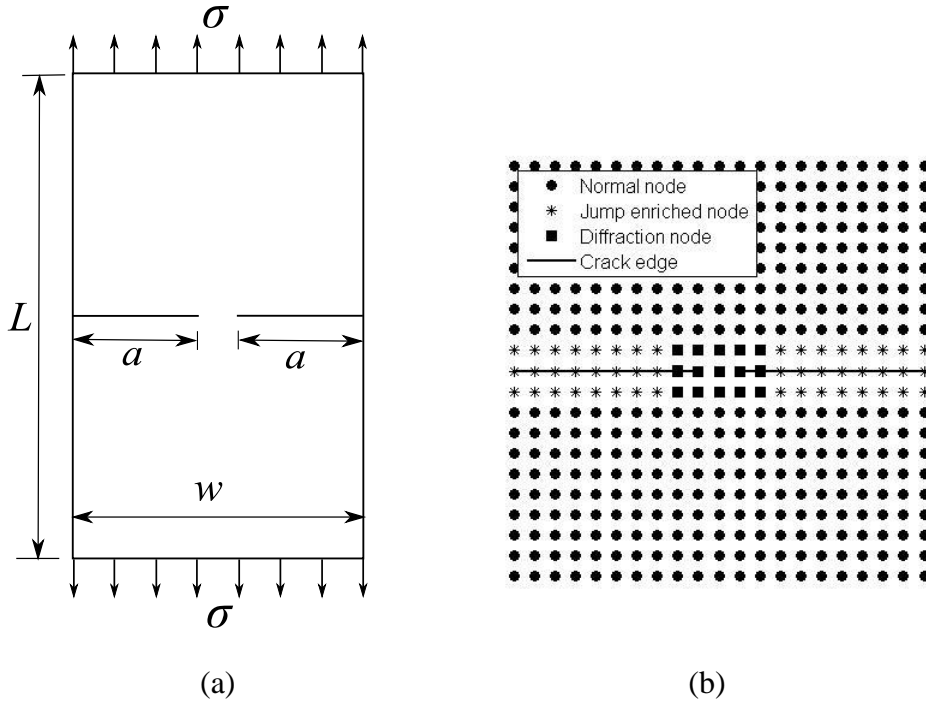 σ
L
a
a
w
σ
(a)
Normal node
Jump enriched node
Diffraction node
Crack edge
(b)